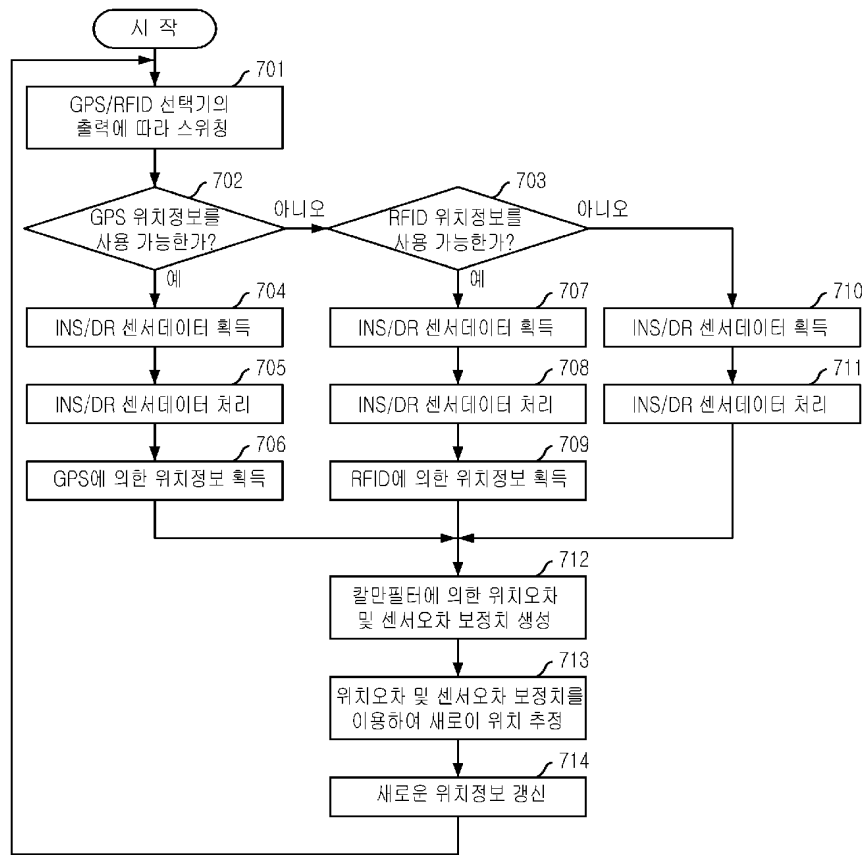 시 작
701
GPS/RFID 선택기의
출력에 따라 스위칭
702
GPS 위치정보를
사용 가능한가?
아니오
703
RFID 위치정보를
사용 가능한가?
아니오
예
예
704
INS/DR 센서데이터 획득
707
INS/DR 센서데이터 획득
710
INS/DR 센서데이터 획득
705
INS/DR 센서데이터 처리
708
INS/DR 센서데이터 처리
711
INS/DR 센서데이터 처리
706
GPS에 의한 위치정보 획득
709
RFID에 의한 위치정보 획득
712
칼만필터에 의한 위치오차
및 센서오차 보정치 생성
713
위치오차 및 센서오차 보정치를
이용하여 새로이 위치 추정
714
새로운 위치정보 갱신